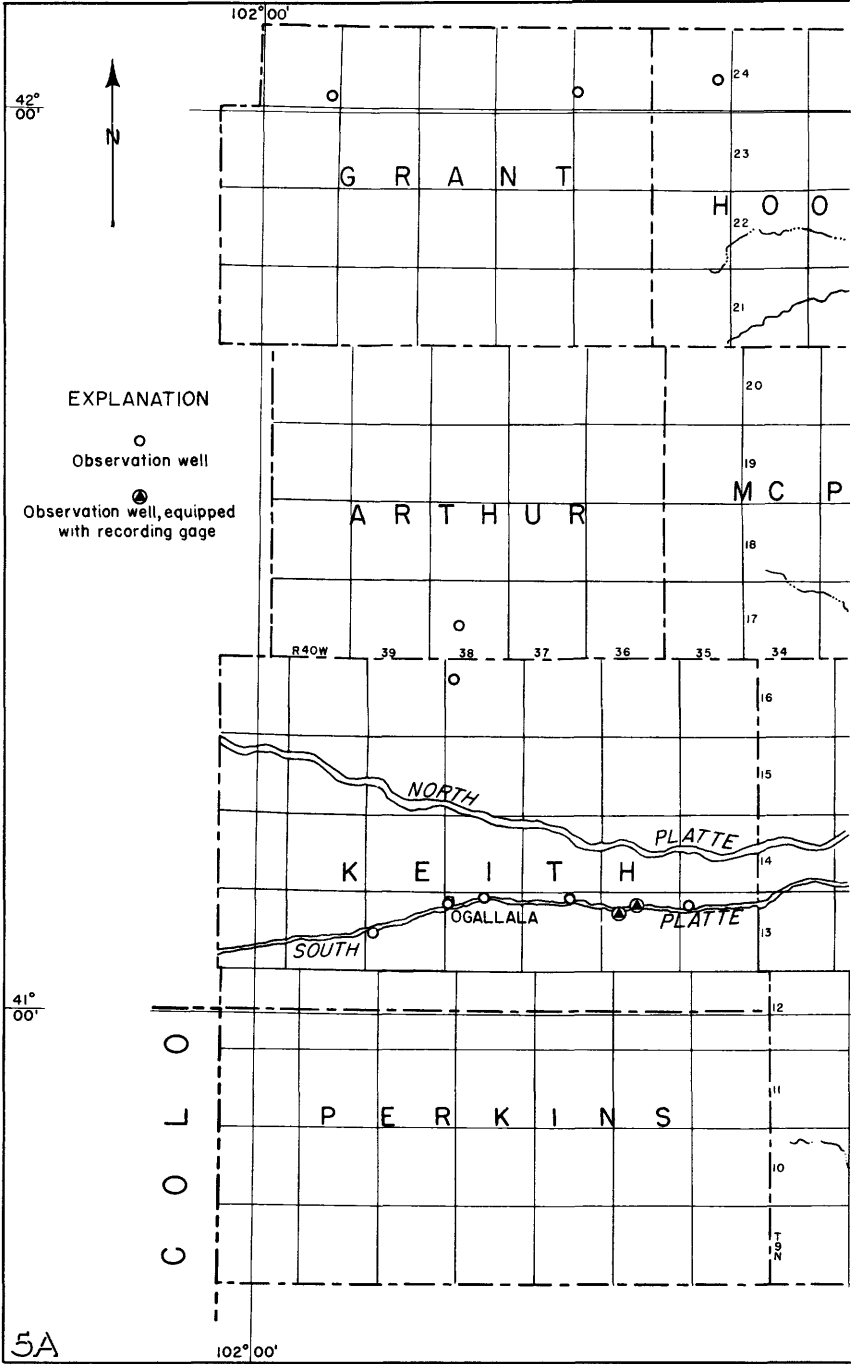 102° 00'
42° 00'
N
24
23
G R A N T
H O O
22
21
EXPLANATION
Observation well
Observation well, equipped
with recording gage
20
19
M C P
A R T H U R
18
17
R40W 39 38 37 36 35 34
16
15
NORTH PLATTE
14
K E I T H
OGALLALA
SOUTH PLATTE
13
41° 00'
12
C O L O
11
P E R K I N S
10
T9N
5A
102° 00'